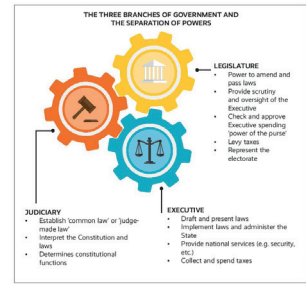 THE THREE BRANCHES OF GOVERNMENT AND
THE SEPARATION OF POWERS
LEGISLATURE
• Power to amend and
pass laws
• Provide scrutiny
and oversight of the
Executive
• Check and approve
Executive spending
'power of the purse'
• Levy taxes
• Represent the
electorate
JUDICIARY
• Establish 'common law' or 'judge-
made law'
• Interpret the Constitution and
laws
• Determines constitutional
functions
EXECUTIVE
• Draft and present laws
• Implement laws and administer the
State
• Provide national services (e.g. security,
etc.)
• Collect and spend taxes